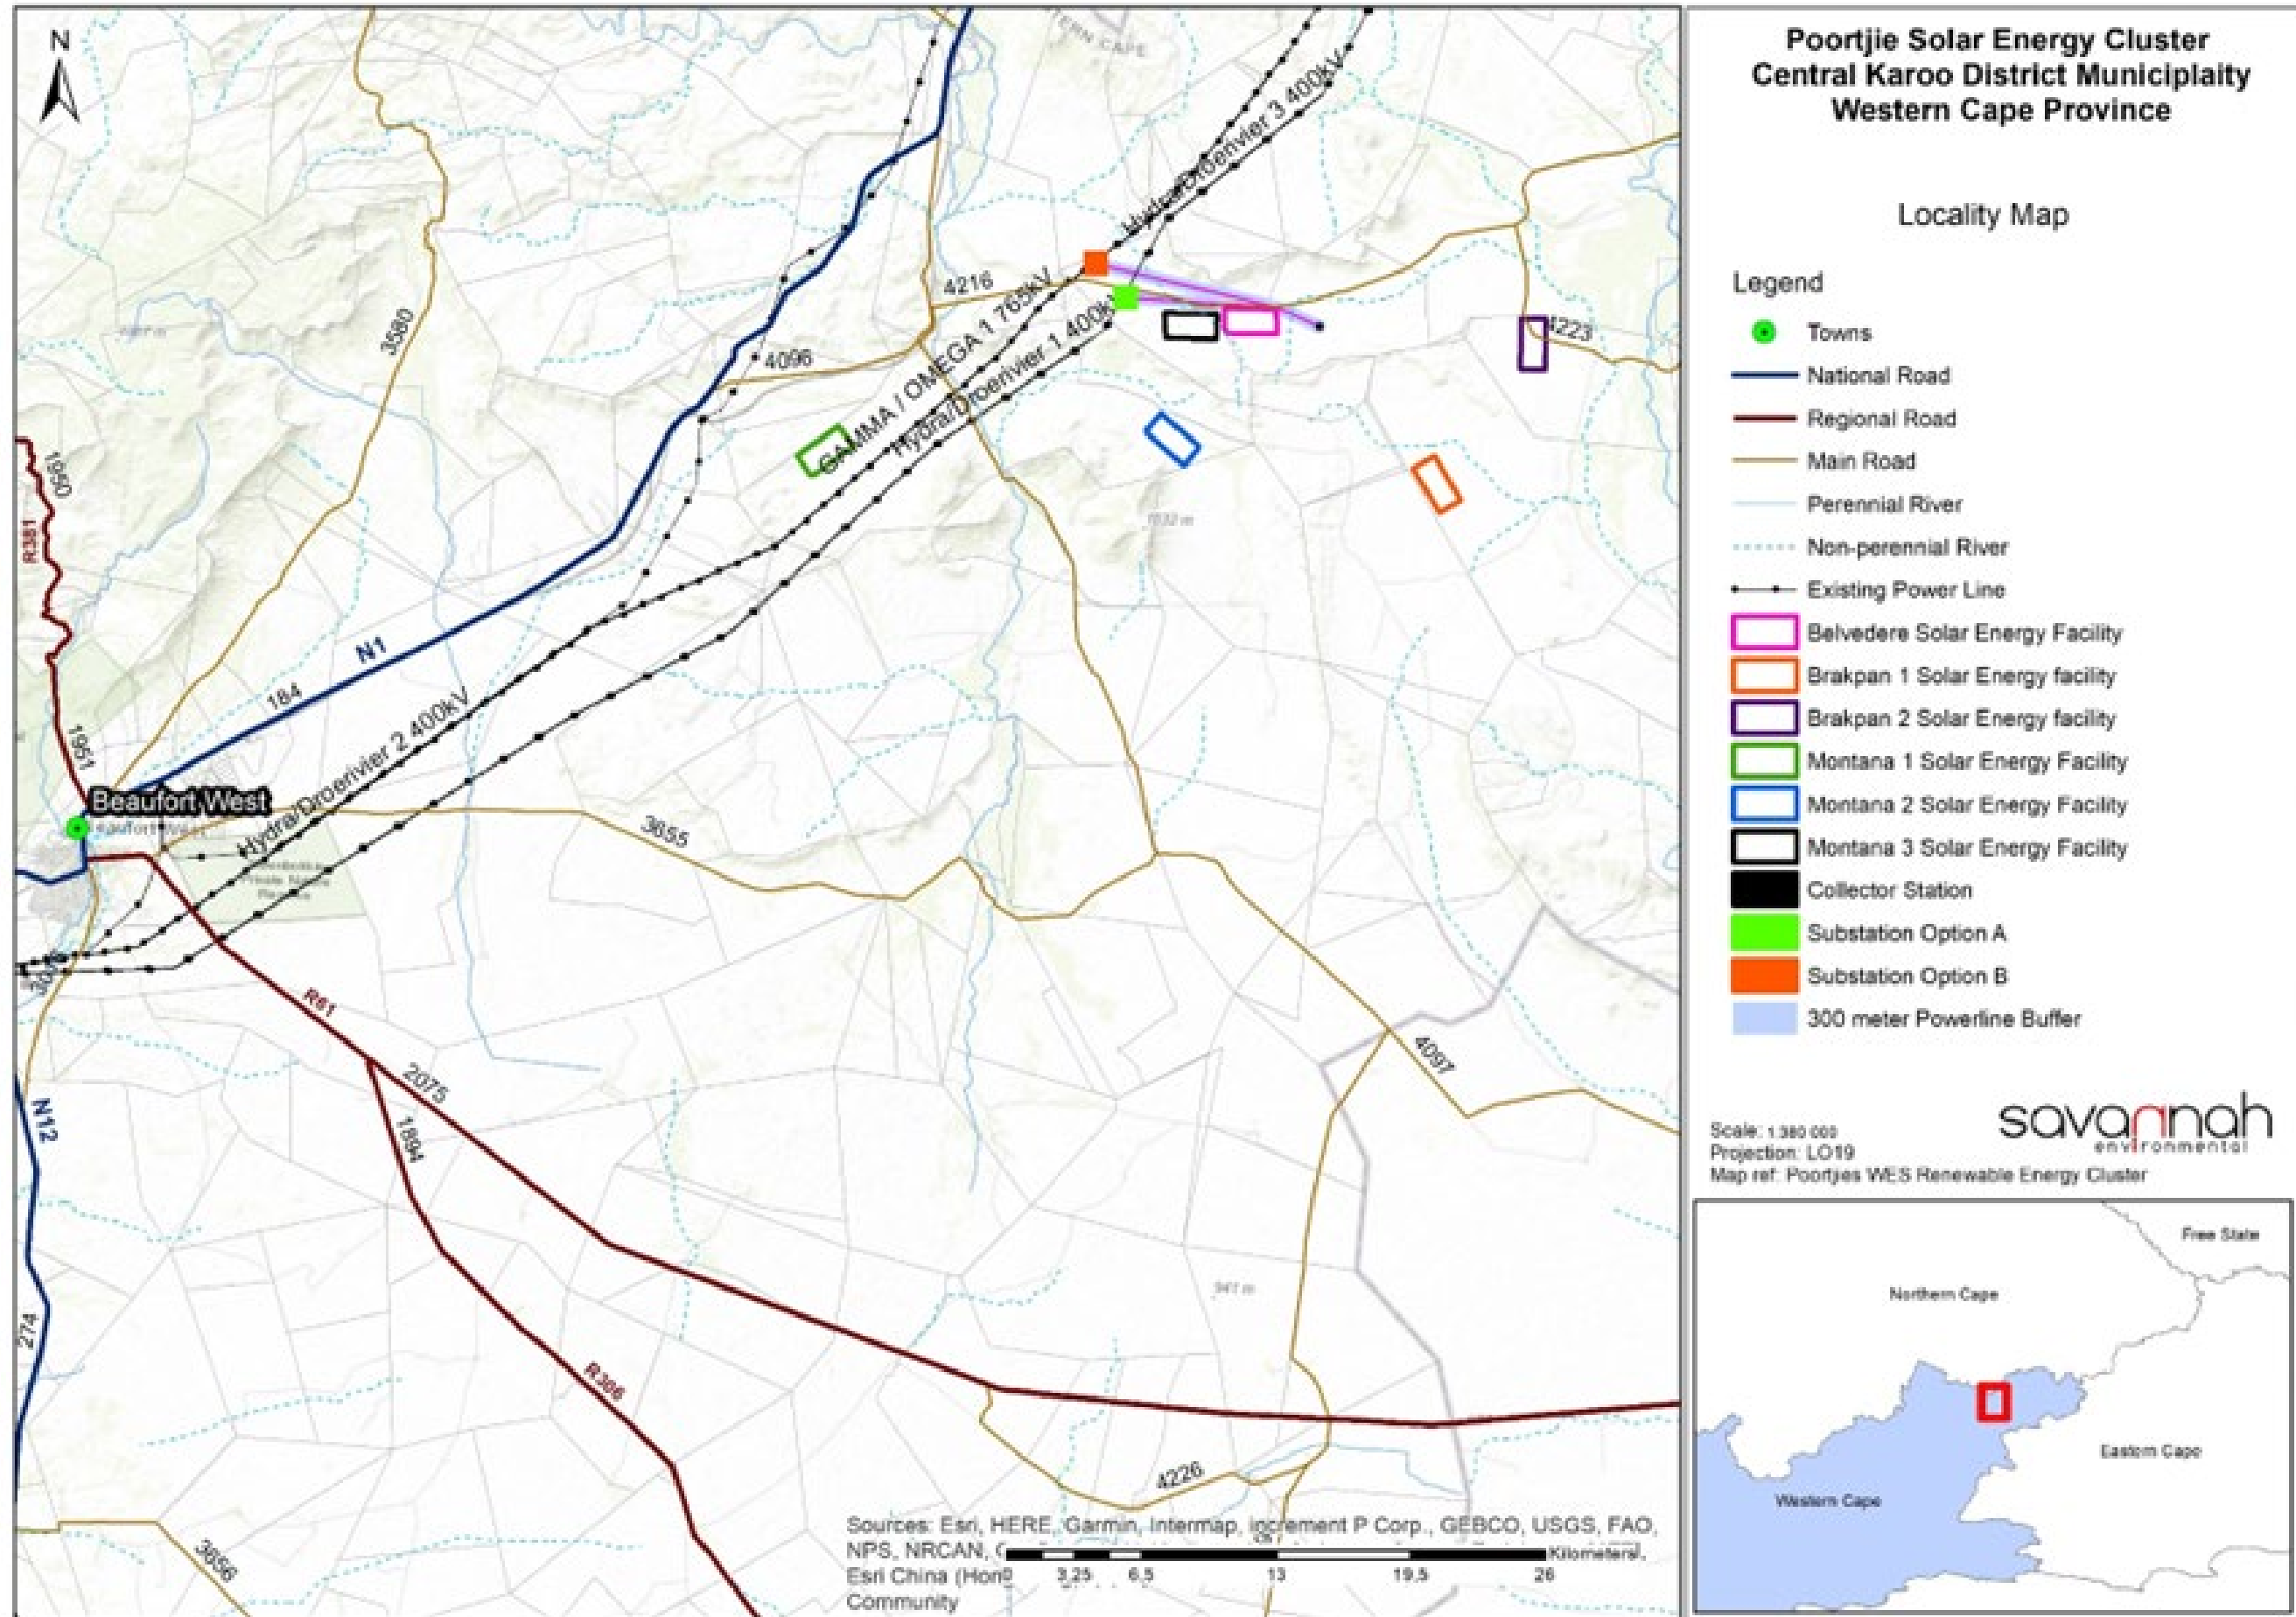 Poortjie Solar Energy Cluster
Central Karoo District Municiplaity
Western Cape Province
Locality Map
Legend
Towns
National Road
Regional Road
Main Road
Perennial River
Non-perennial River
Existing Power Line
Belvedere Solar Energy Facility
Brakpan 1 Solar Energy facility
Brakpan 2 Solar Energy facility
Montana 1 Solar Energy Facility
Montana 2 Solar Energy Facility
Montana 3 Solar Energy Facility
Collector Station
Substation Option A
Substation Option B
300 meter Powerline Buffer
Scale: 1:380 000
Projection: LO19
Map ref: Poortjies WES Renewable Energy Cluster
savannah
environmental
Free State
Northern Cape
Eastern Cape
Western Cape
N
Hydra/Droerivier 3 400kV
GAMMA / OMEGA 1 765kV
Hydra/Droerivier 1 400kV
Hydra/Droerivier 2 400kV
4216
4096
4223
3580
1950
R381
N1
184
1951
Beaufort West
3655
1032 m
R61
2075
1894
N12
274
R306
4097
941 m
4226
3656
Sources: Esri, HERE, Garmin, Intermap, increment P Corp., GEBCO, USGS, FAO,
NPS, NRCAN,
Esri China (Hon
Community
0 3,25 6,5 13 19,5 26
Kilometers